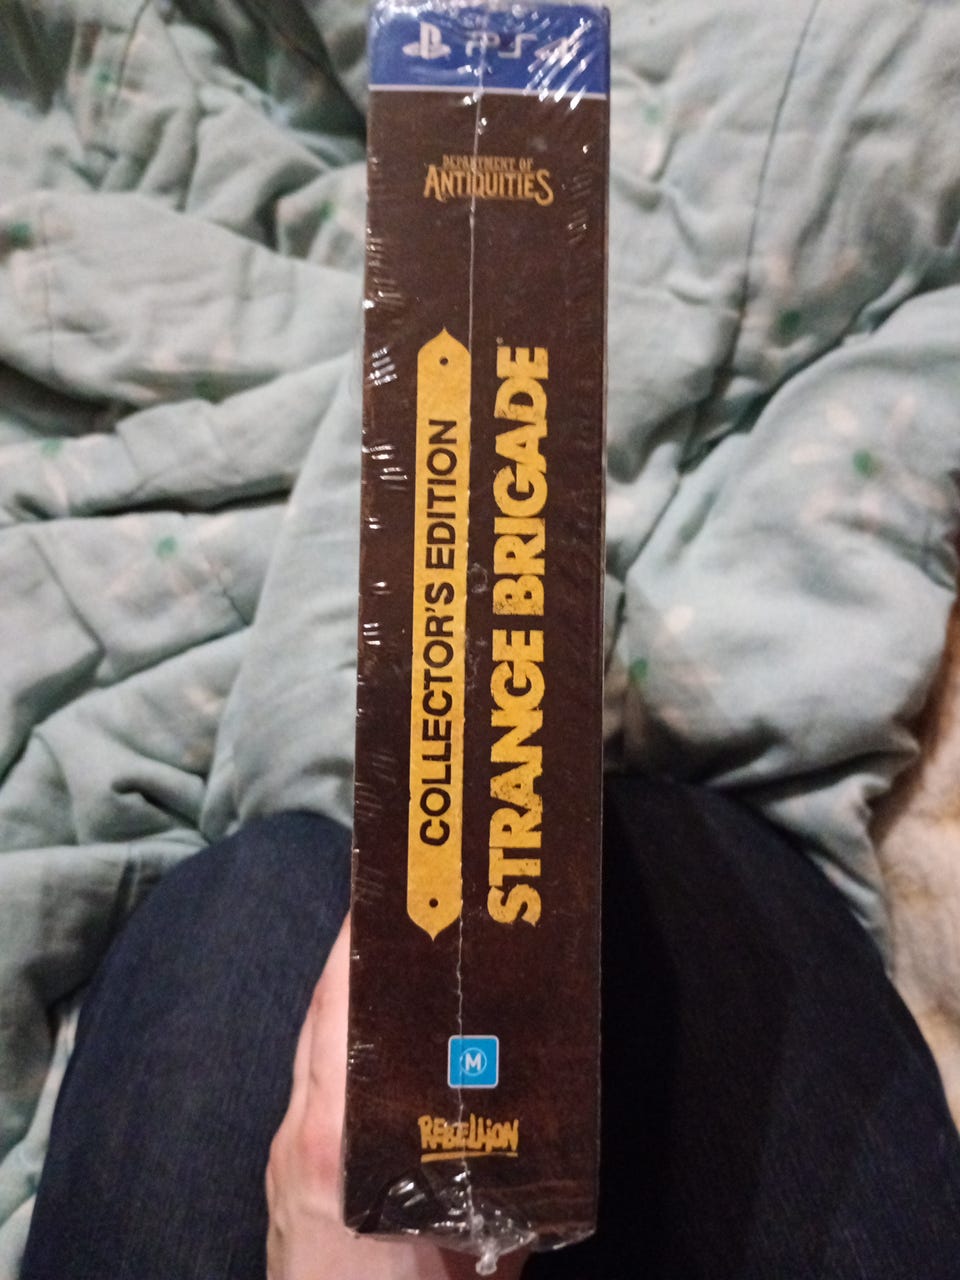 PS4
DEPARTMENT OF
ANTIQUITIES
COLLECTOR'S EDITION
STRANGE BRIGADE
M
REBELLION